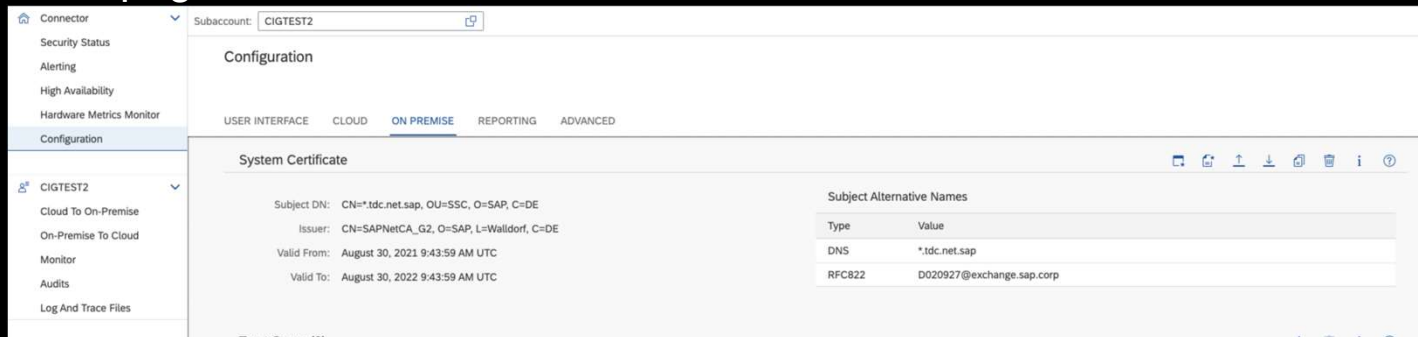 Connector
Security Status
Alerting
High Availability
Hardware Metrics Monitor
Configuration
CIGTEST2
Cloud To On-Premise
On-Premise To Cloud
Monitor
Audits
Log And Trace Files
Subaccount: CIGTEST2
Configuration
USER INTERFACE CLOUD ON PREMISE REPORTING ADVANCED
System Certificate
Subject DN: CN=*.tdc.net.sap, OU=SSC, O=SAP, C=DE
Issuer: CN=SAPNetCA_G2, O=SAP, L=Walldorf, C=DE
Valid From: August 30, 2021 9:43:59 AM UTC
Valid To: August 30, 2022 9:43:59 AM UTC
Subject Alternative Names
Type Value
DNS *.tdc.net.sap
RFC822 D020927@exchange.sap.corp